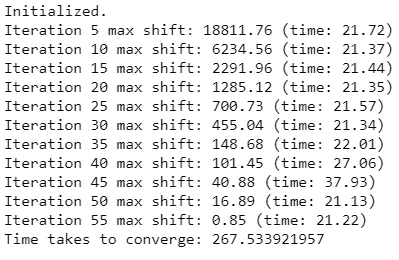 Initialized.
Iteration 5 max shift: 18811.76 (time: 21.72)
Iteration 10 max shift: 6234.56 (time: 21.37)
Iteration 15 max shift: 2291.96 (time: 21.44)
Iteration 20 max shift: 1285.12 (time: 21.35)
Iteration 25 max shift: 700.73 (time: 21.57)
Iteration 30 max shift: 455.04 (time: 21.34)
Iteration 35 max shift: 148.68 (time: 22.01)
Iteration 40 max shift: 101.45 (time: 27.06)
Iteration 45 max shift: 40.88 (time: 37.93)
Iteration 50 max shift: 16.89 (time: 21.13)
Iteration 55 max shift: 0.85 (time: 21.22)
Time takes to converge: 267.533921957